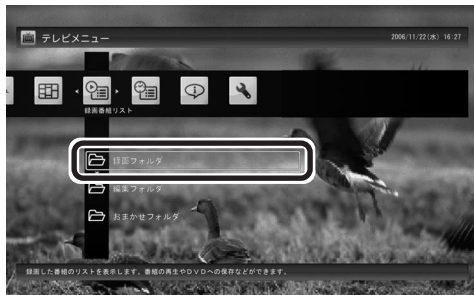 テレビメニュー
2006/11/22(水) 16:27
録画番組リスト
録画フォルダ
編集フォルダ
おまかせフォルダ
録画した番組のリストを表示します。番組の再生やDVDへの保存などができます。